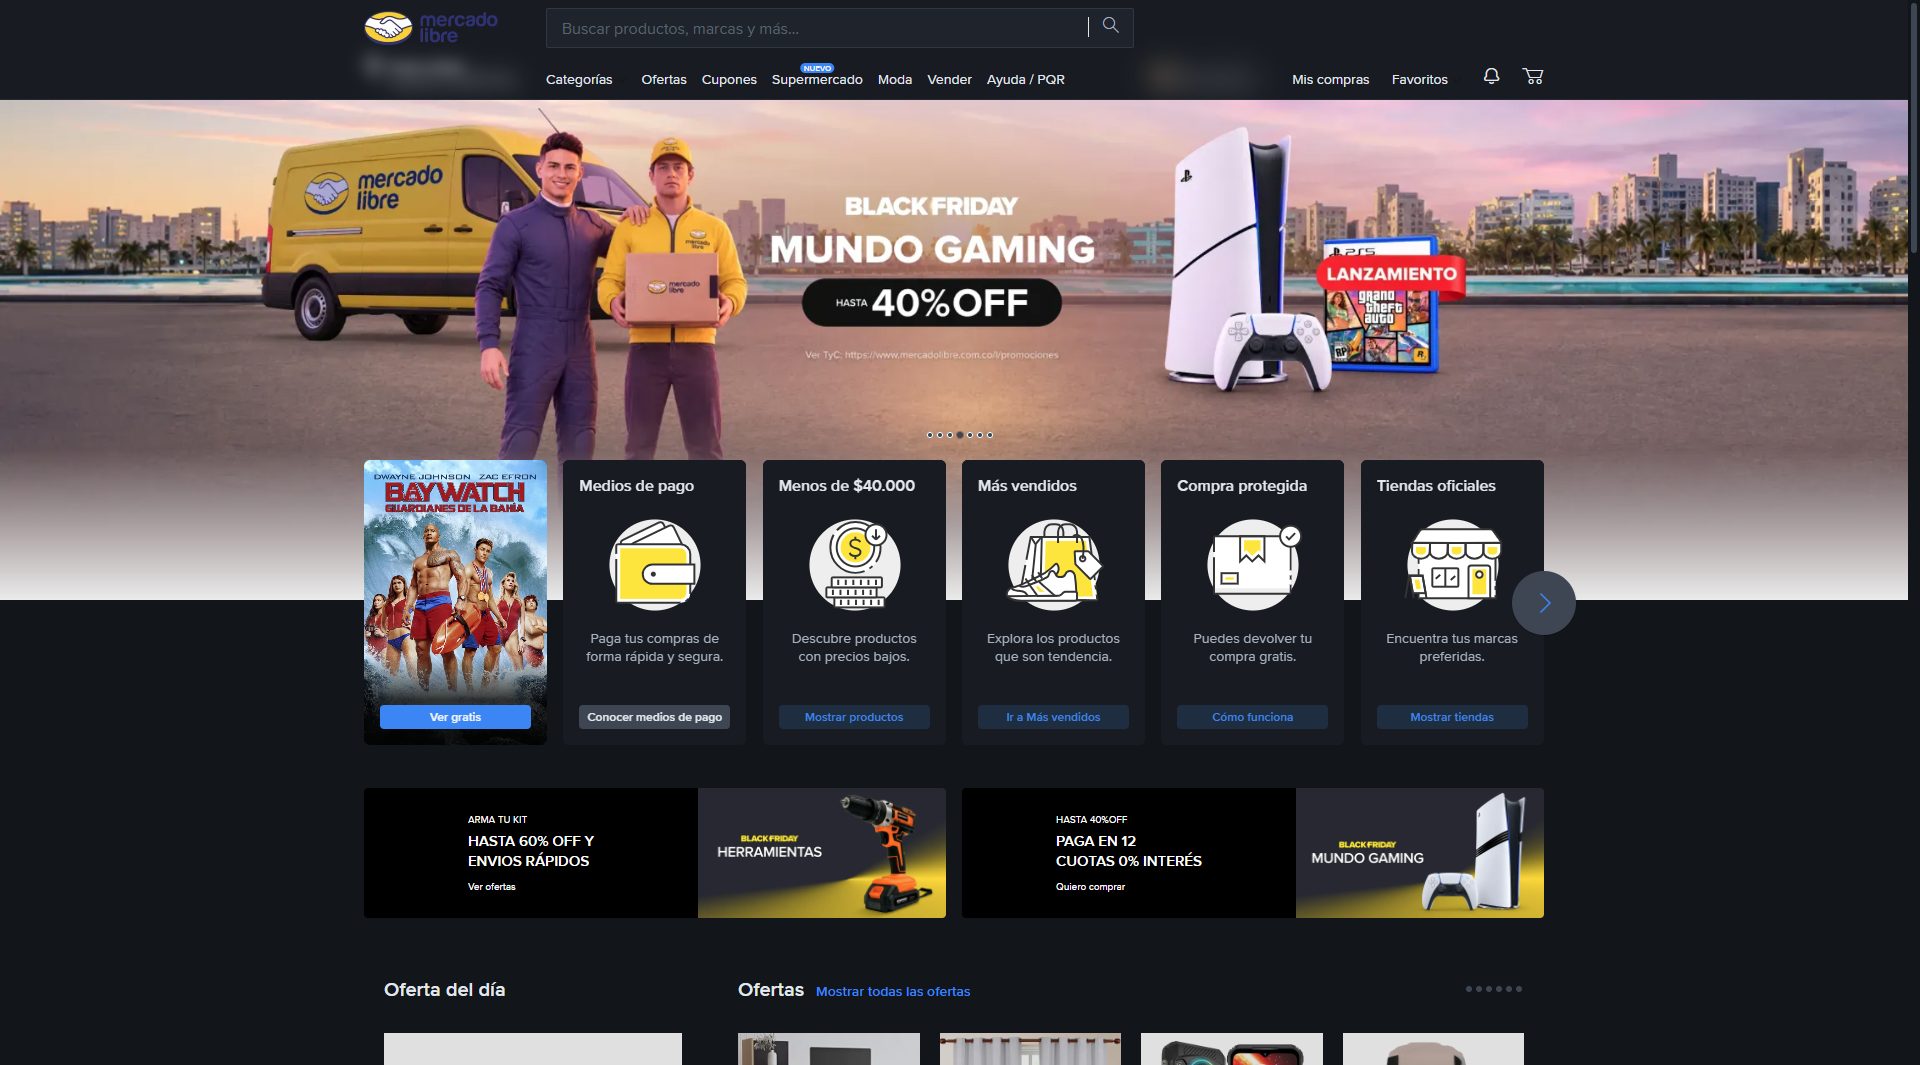 mercado
libre
Buscar productos, marcas y más...
Categorías
Ofertas
Cupones
NUEVO
Supermercado
Moda
Vender
Ayuda / PQR
Mis compras
Favoritos
mercado
libre
mercado
libre
mercado
libre
BLACK FRIDAY
MUNDO GAMING
HASTA 40%OFF
Ver TyC: https://www.mercadolibre.com.co/l/promociones
PS5
LANZAMIENTO
grand
theft
auto
RP
R
DWAYNE JOHNSON ZAC EFRON
BAYWATCH
GUARDIANES DE LA BAHÍA
Ver gratis
Medios de pago
Paga tus compras de
forma rápida y segura.
Conocer medios de pago
Menos de $40.000
$
Descubre productos
con precios bajos.
Mostrar productos
Más vendidos
Explora los productos
que son tendencia.
Ir a Más vendidos
Compra protegida
Puedes devolver tu
compra gratis.
Cómo funciona
Tiendas oficiales
Encuentra tus marcas
preferidas.
Mostrar tiendas
ARMA TU KIT
HASTA 60% OFF Y
ENVIOS RÁPIDOS
Ver ofertas
BLACK FRIDAY
HERRAMIENTAS
HASTA 40%OFF
PAGA EN 12
CUOTAS 0% INTERÉS
Quiero comprar
BLACK FRIDAY
MUNDO GAMING
Oferta del día
Ofertas
Mostrar todas las ofertas